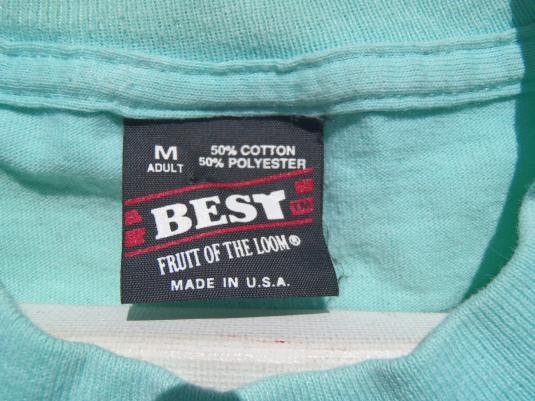 M
ADULT
50% COTTON
50% POLYESTER
BEST TM
FRUIT OF THE LOOM®
MADE IN U.S.A.